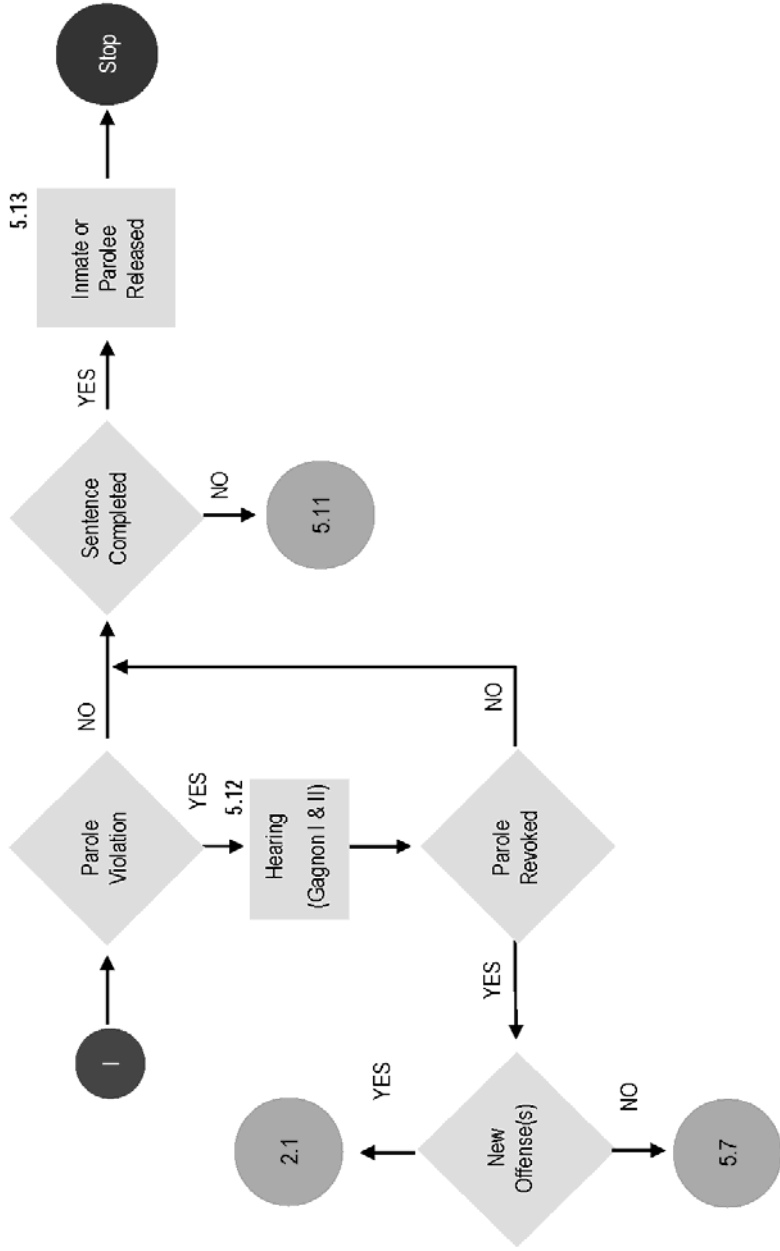 I
Parole
Violation
NO
YES
Sentence
Completed
YES
NO
5.11
5.13
Inmate or
Parolee
Released
Stop
5.12
Hearing
(Gagnon I & II)
Parole
Revoked
NO
YES
New
Offense(s)
YES
2.1
NO
5.7